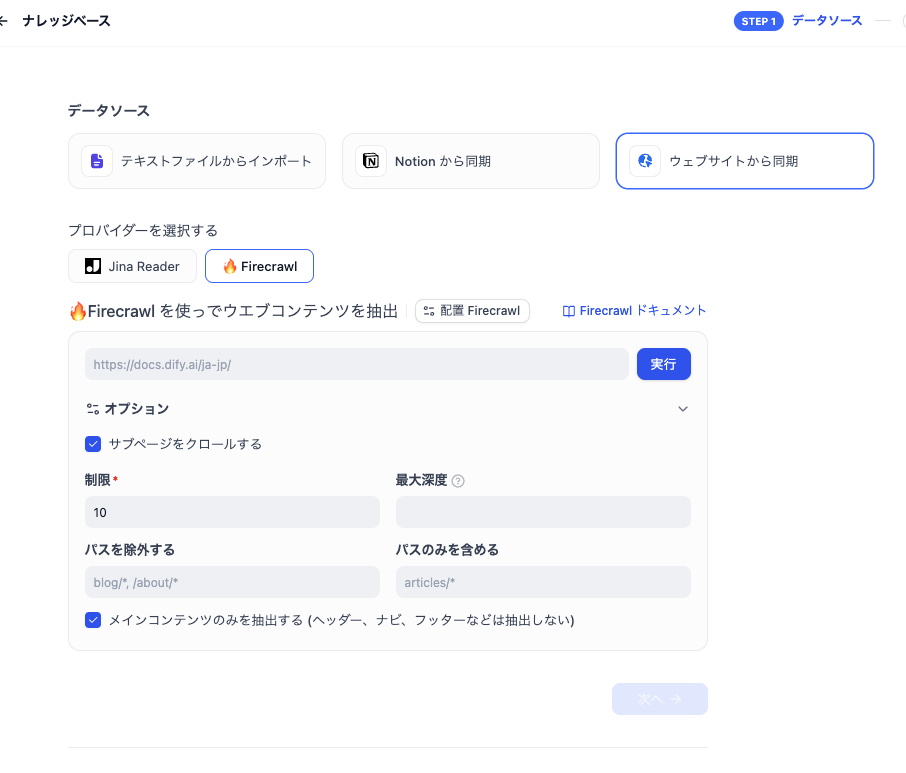 ← ナレッジベース
STEP 1 データソース
データソース
テキストファイルからインポート
Notion から同期
ウェブサイトから同期
プロバイダーを選択する
Jina Reader
🔥 Firecrawl
🔥Firecrawl を使っでウエブコンテンツを抽出
配置 Firecrawl
Firecrawl ドキュメント
https://docs.dify.ai/ja-jp/
実行
オプション
サブページをクロールする
制限*
最大深度
10
パスを除外する
パスのみを含める
blog/*, /about/*
articles/*
メインコンテンツのみを抽出する (ヘッダー、ナビ、フッターなどは抽出しない)
次へ →